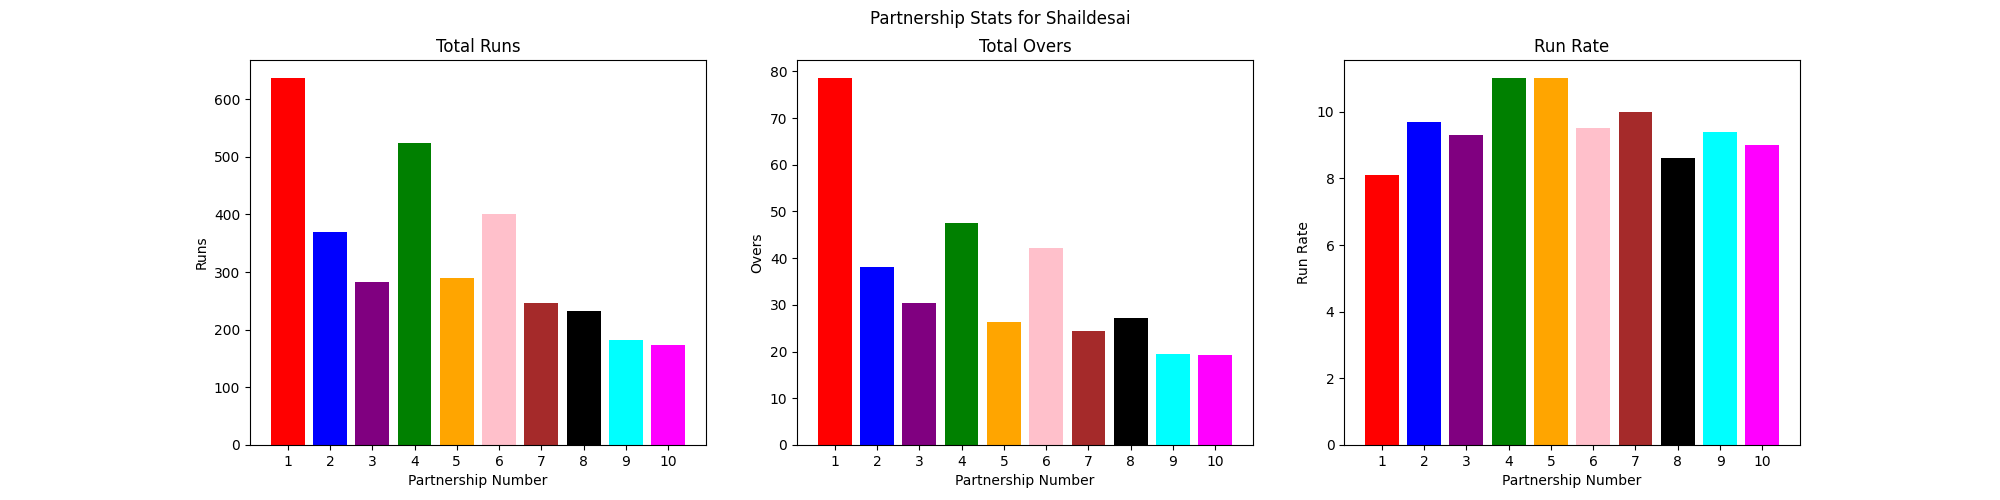 Partnership Stats for Shaildesai
Total Runs
Runs
600
500
400
300
200
100
0
1 2 3 4 5 6 7 8 9 10
Partnership Number
Total Overs
Overs
80
70
60
50
40
30
20
10
0
1 2 3 4 5 6 7 8 9 10
Partnership Number
Run Rate
Run Rate
10
8
6
4
2
0
1 2 3 4 5 6 7 8 9 10
Partnership Number